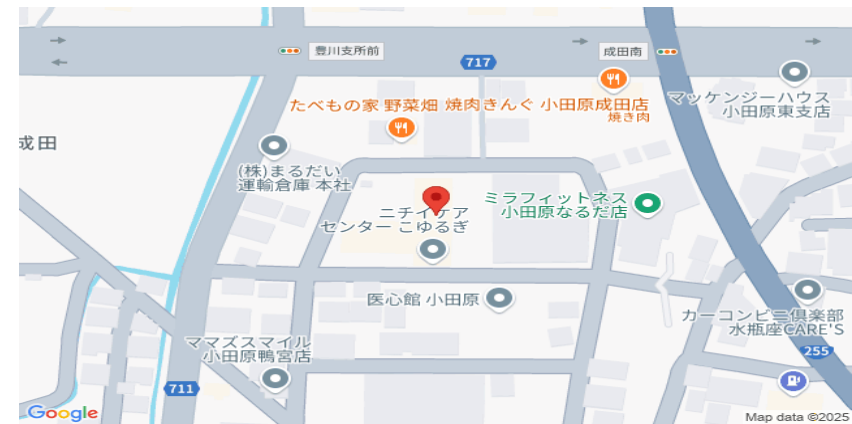 豊川支所前
717
成田南
たべもの家 野菜畑
焼肉きんぐ 小田原成田店
焼き肉
マッケンジーハウス
小田原東支店
成田
(株)まるだい
運輸倉庫 本社
ニチイケア
センター こゆるぎ
ミラフィットネス
小田原なるだ店
医心館 小田原
カーコンビニ倶楽部
水瓶座CARE'S
ママズスマイル
小田原鴨宮店
255
711
Google
Map data ©2025